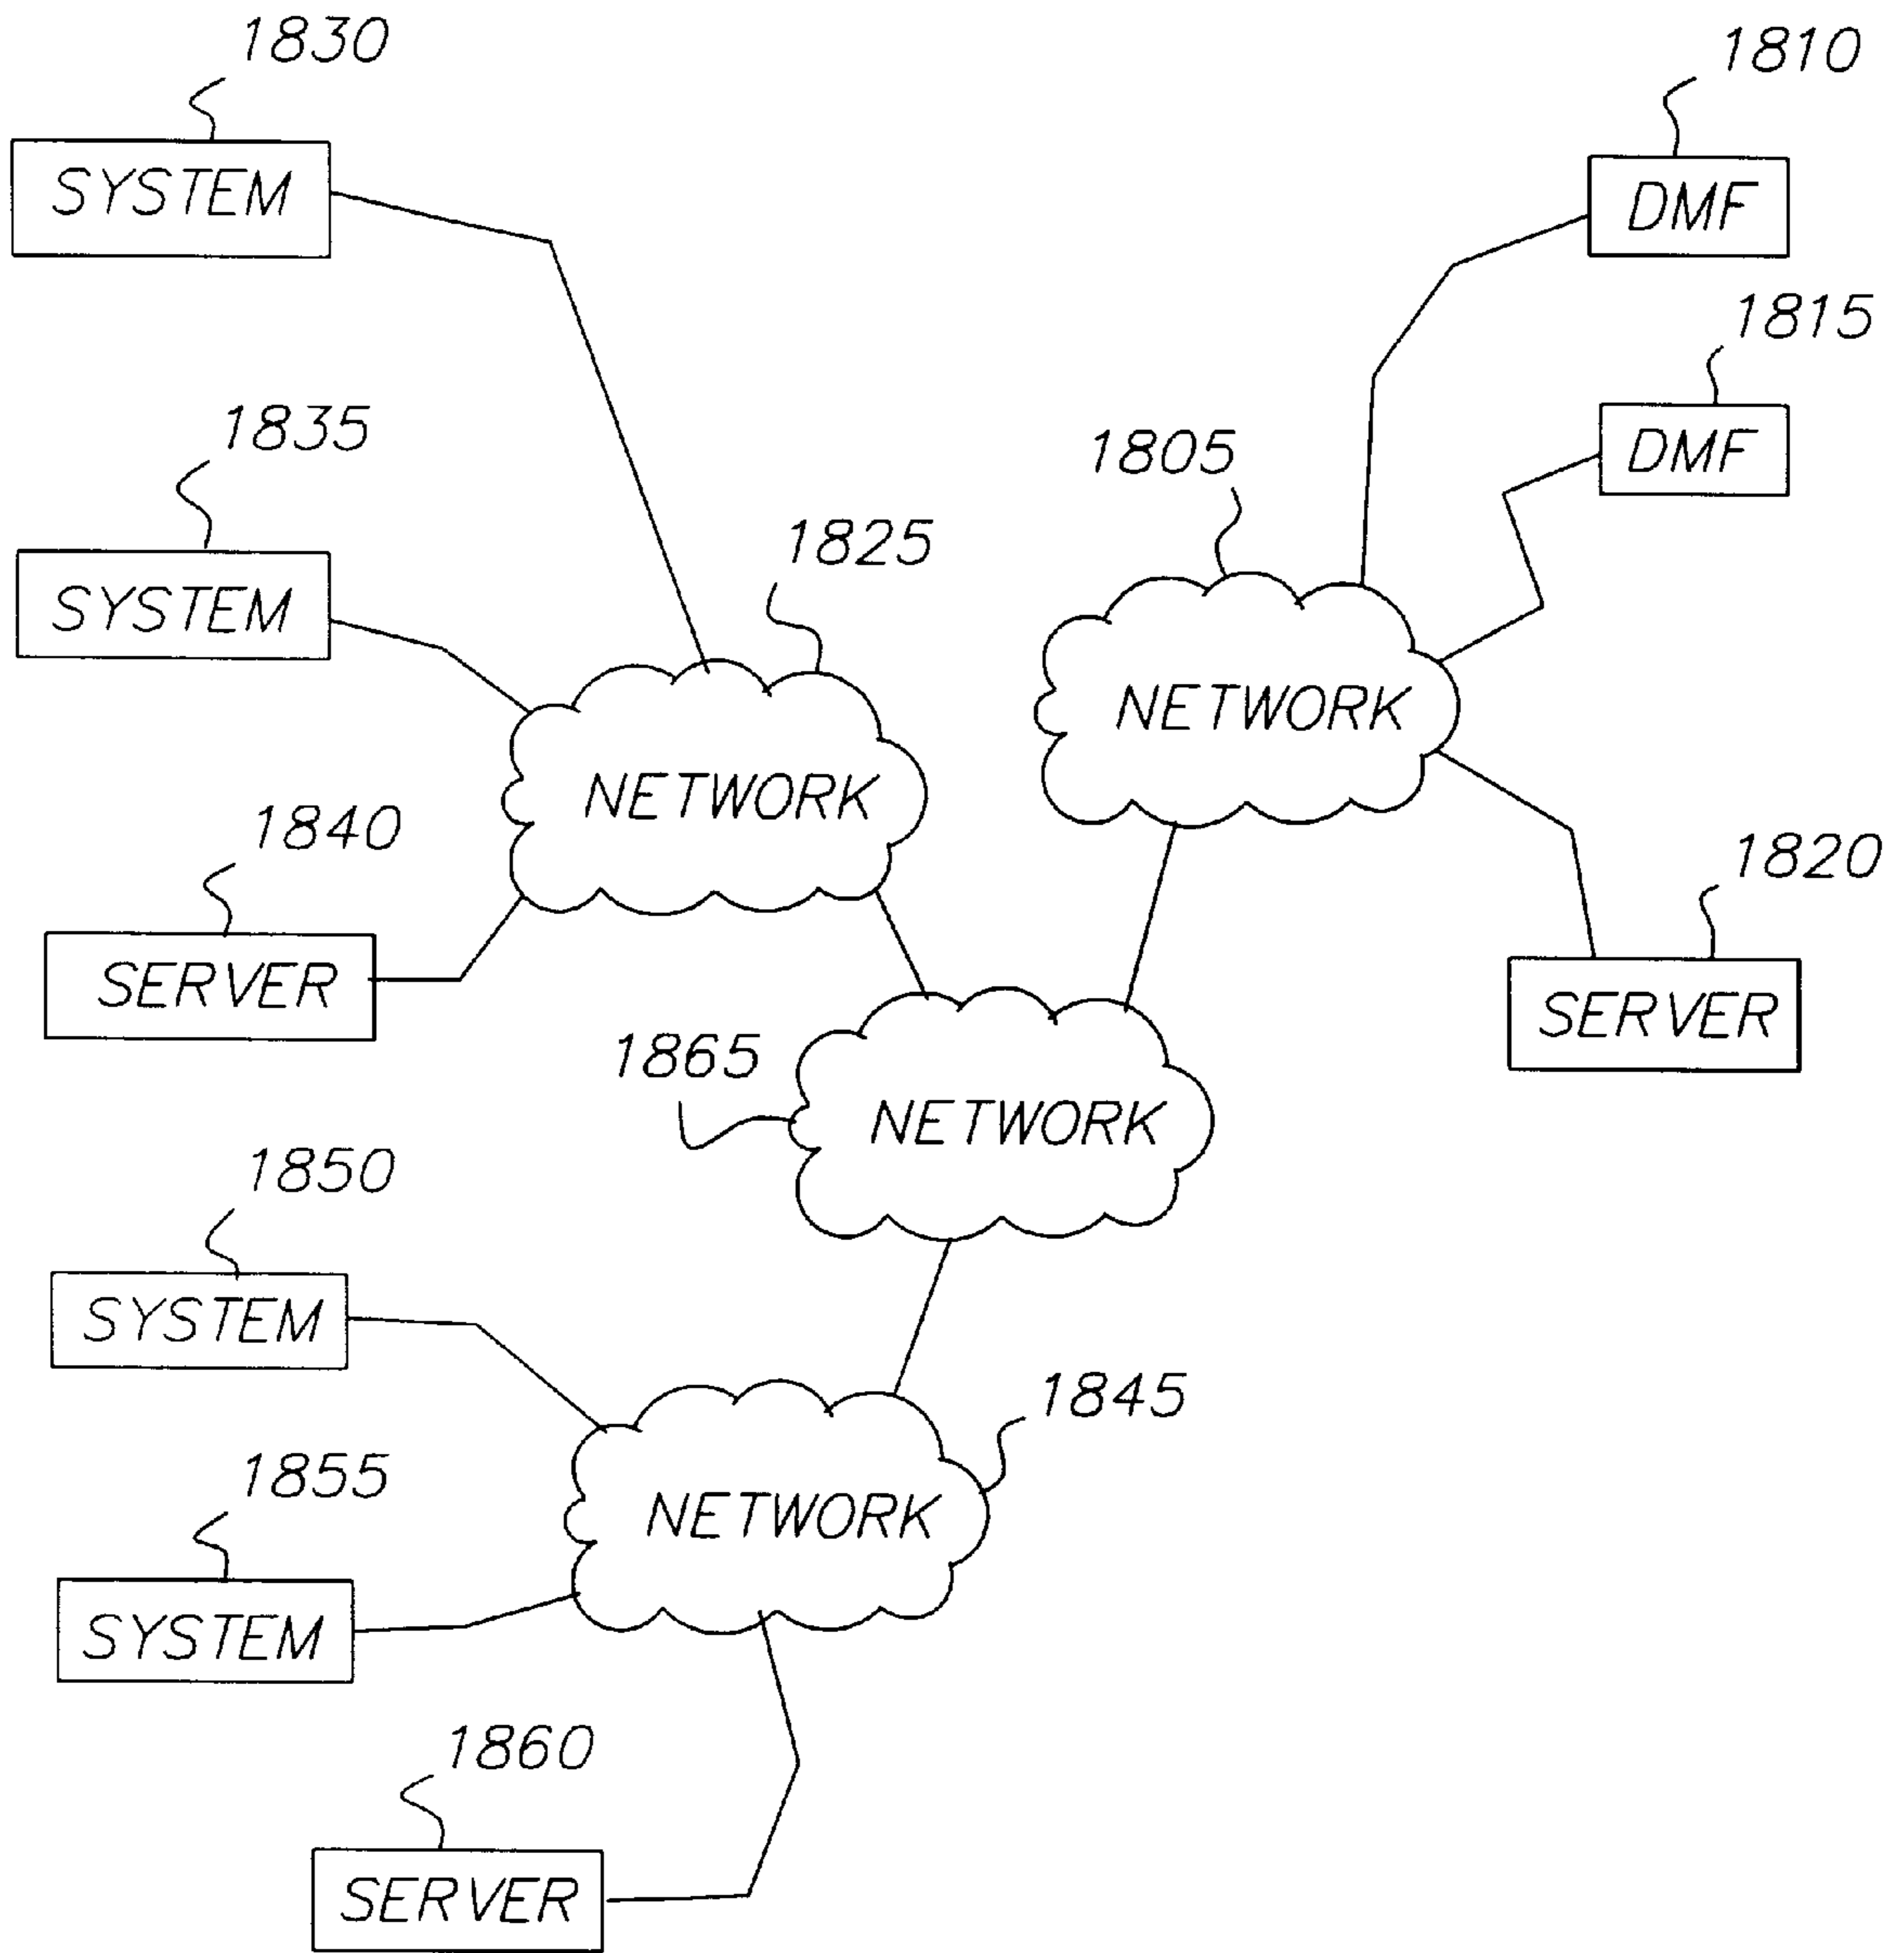 1830
SYSTEM
1810
DMF
1815
DMF
1835
SYSTEM
1825
NETWORK
1805
NETWORK
1840
SERVER
1820
SERVER
1865
NETWORK
1850
SYSTEM
1845
NETWORK
1855
SYSTEM
1860
SERVER